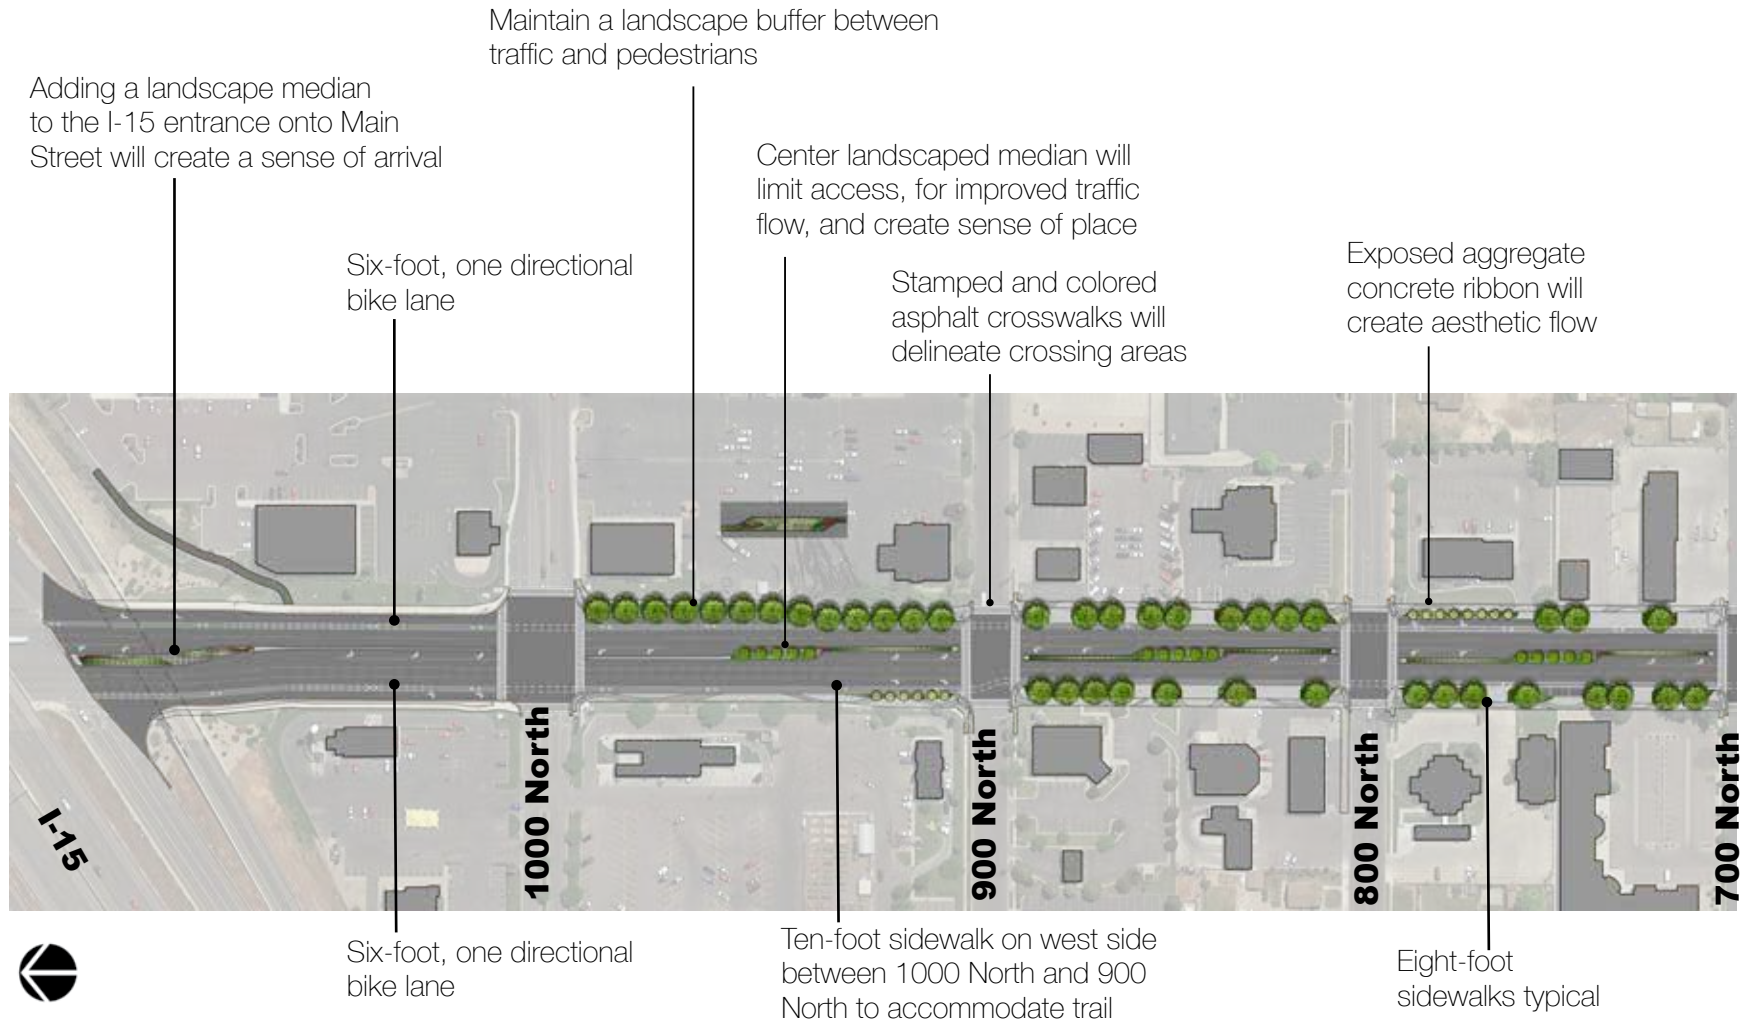 Maintain a landscape buffer between
traffic and pedestrians
Adding a landscape median
to the I-15 entrance onto Main
Street will create a sense of arrival
Center landscaped median will
limit access, for improved traffic
flow, and create sense of place
Six-foot, one directional
bike lane
Stamped and colored
asphalt crosswalks will
delineate crossing areas
Exposed aggregate
concrete ribbon will
create aesthetic flow
I-15
1000 North
900 North
800 North
700 North
Six-foot, one directional
bike lane
Ten-foot sidewalk on west side
between 1000 North and 900
North to accommodate trail
Eight-foot
sidewalks typical